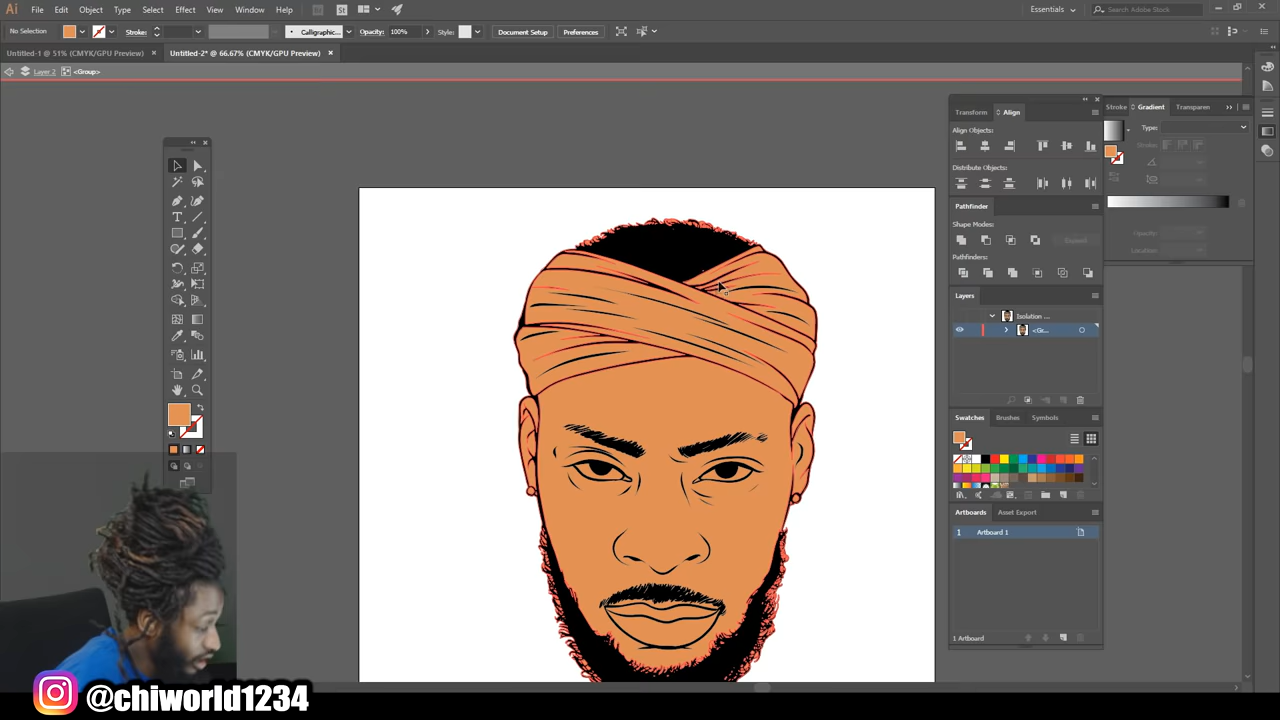 Ai File Edit Object Type Select Effect View Window Help Br St Essentials Search Adobe Stock
No Selection Stroke: Calligraphic... Opacity: 100% Style: Document Setup Preferences
Untitled-1 @ 51% (CMYK/GPU Preview) × Untitled-2* @ 66.67% (CMYK/GPU Preview) ×
Layer 2 <Group>
Transform Align
Stroke Gradient Transparen
Align Objects:
Type:
Stroke:
Distribute Objects:
Pathfinder
Shape Modes:
Expand
Opacity:
Pathfinders:
Location:
Layers
Isolation ...
<Gr...
Swatches Brushes Symbols
Artboards Asset Export
1 Artboard 1
1 Artboard
@chiworld1234